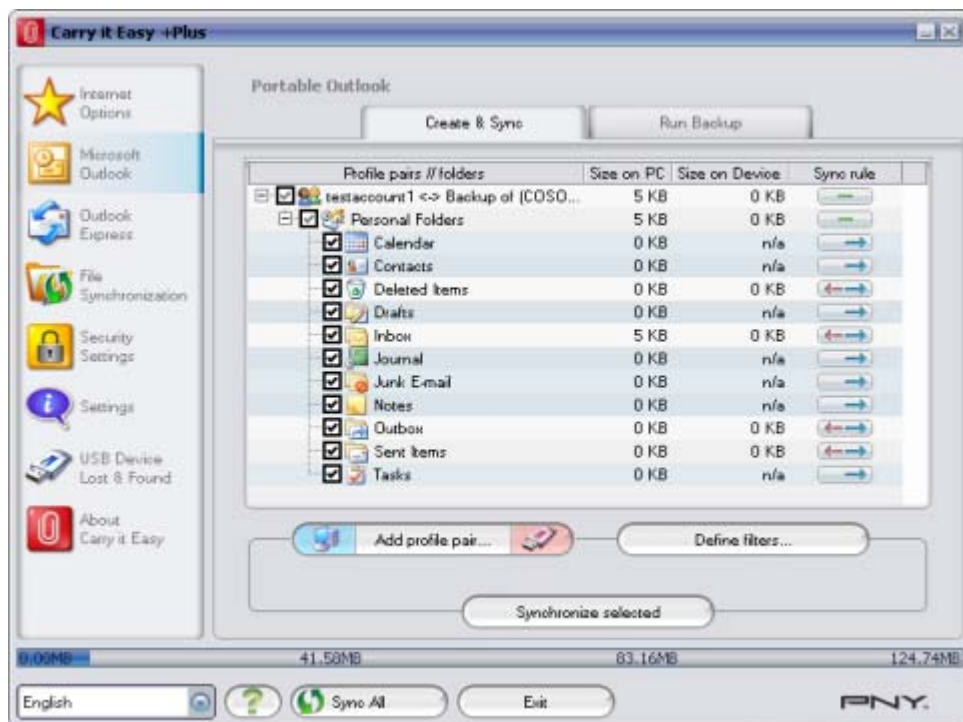 Carry it Easy +Plus
Internet
Options
Microsoft
Outlook
Outlook
Express
File
Synchronization
Security
Settings
Settings
USB Device
Lost & Found
About
Carry it Easy
Portable Outlook
Create & Sync
Run Backup
Profile pairs // folders Size on PC Size on Device Sync rule
testaccount1 <-> Backup of (COSO... 5 KB 0 KB
Personal Folders 5 KB 0 KB
Calendar 0 KB n/a
Contacts 0 KB n/a
Deleted Items 0 KB 0 KB
Drafts 0 KB n/a
Inbox 5 KB 0 KB
Journal 0 KB n/a
Junk E-mail 0 KB n/a
Notes 0 KB n/a
Outbox 0 KB 0 KB
Sent Items 0 KB 0 KB
Tasks 0 KB n/a
Add profile pair...
Define filters...
Synchronize selected
0.00MB 41.58MB 83.16MB 124.74MB
English ? Sync All Exit PNY.